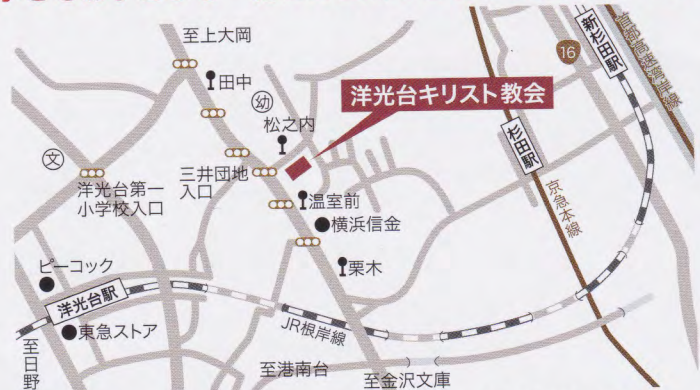 至上大岡
田中
幼
松之内
洋光台キリスト教会
16
新杉田駅
首都高速湾岸線
杉田駅
京急本線
文
洋光台第一
小学校入口
三井団地
入口
温室前
横浜信金
栗木
ピーコック
洋光台駅
東急ストア
至日野
JR根岸線
至港南台
至金沢文庫